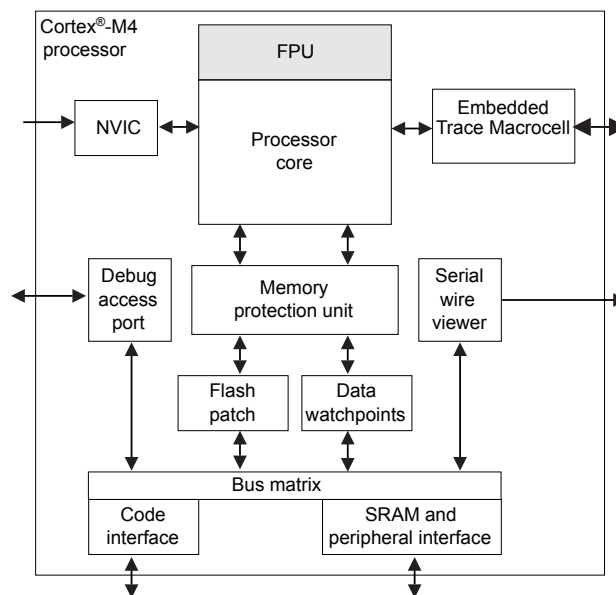 Cortex®-M4
processor
FPU
NVIC
Processor
core
Embedded
Trace Macrocell
Debug
access
port
Memory
protection unit
Serial
wire
viewer
Flash
patch
Data
watchpoints
Bus matrix
Code
interface
SRAM and
peripheral interface